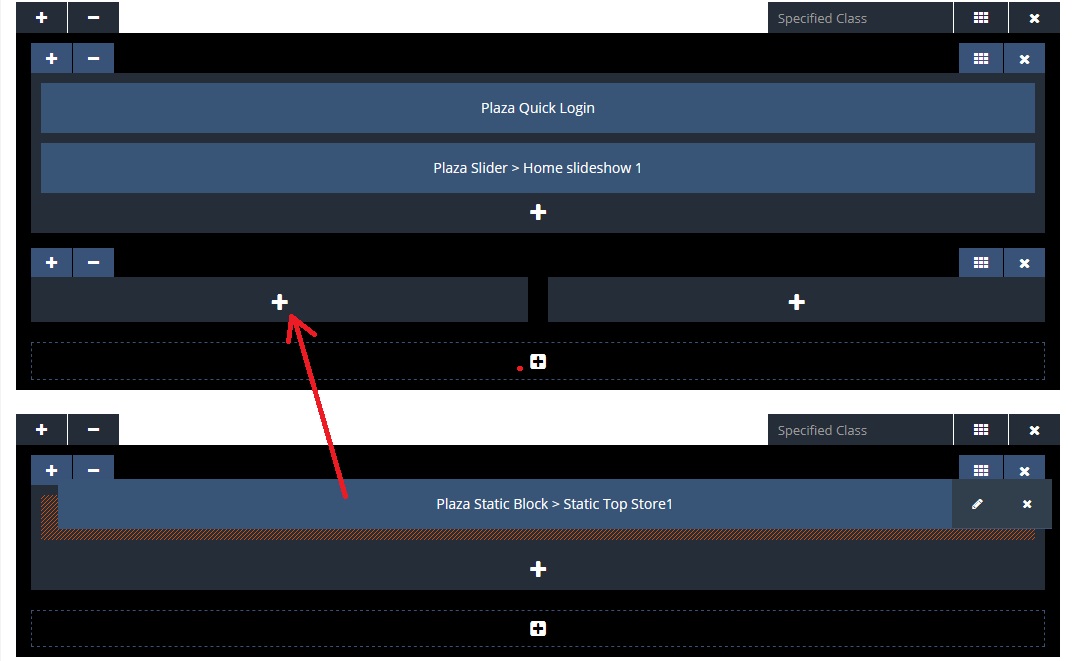 Specified Class
Plaza Quick Login
Plaza Slider > Home slideshow 1
Specified Class
Plaza Static Block > Static Top Store1